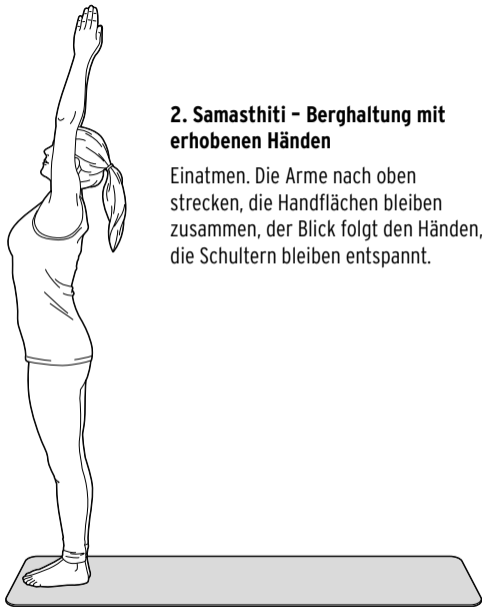 2. Samasthiti – Berghaltung mit
erhobenen Händen
Einatmen. Die Arme nach oben
strecken, die Handflächen bleiben
zusammen, der Blick folgt den Händen,
die Schultern bleiben entspannt.